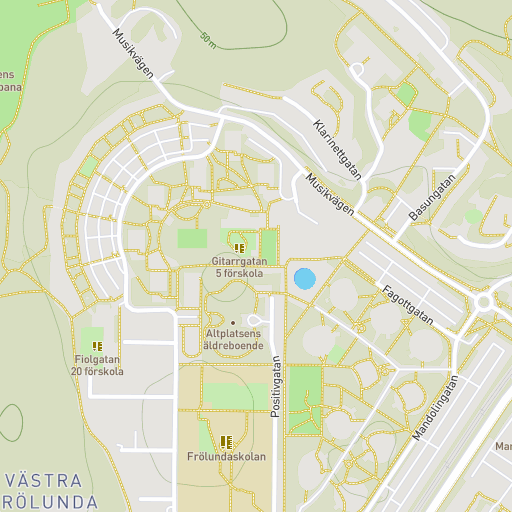 Musikvägen
50 m
ens
bana
Klarinettgatan
Musikvägen
Basungatan
Gitarrgatan
5 förskola
Fagottgatan
Altplatsens
äldreboende
Fiolgatan
20 förskola
Positivgatan
Mandolingatan
Frölundaskolan
Man
VÄSTRA
RÖLUNDA